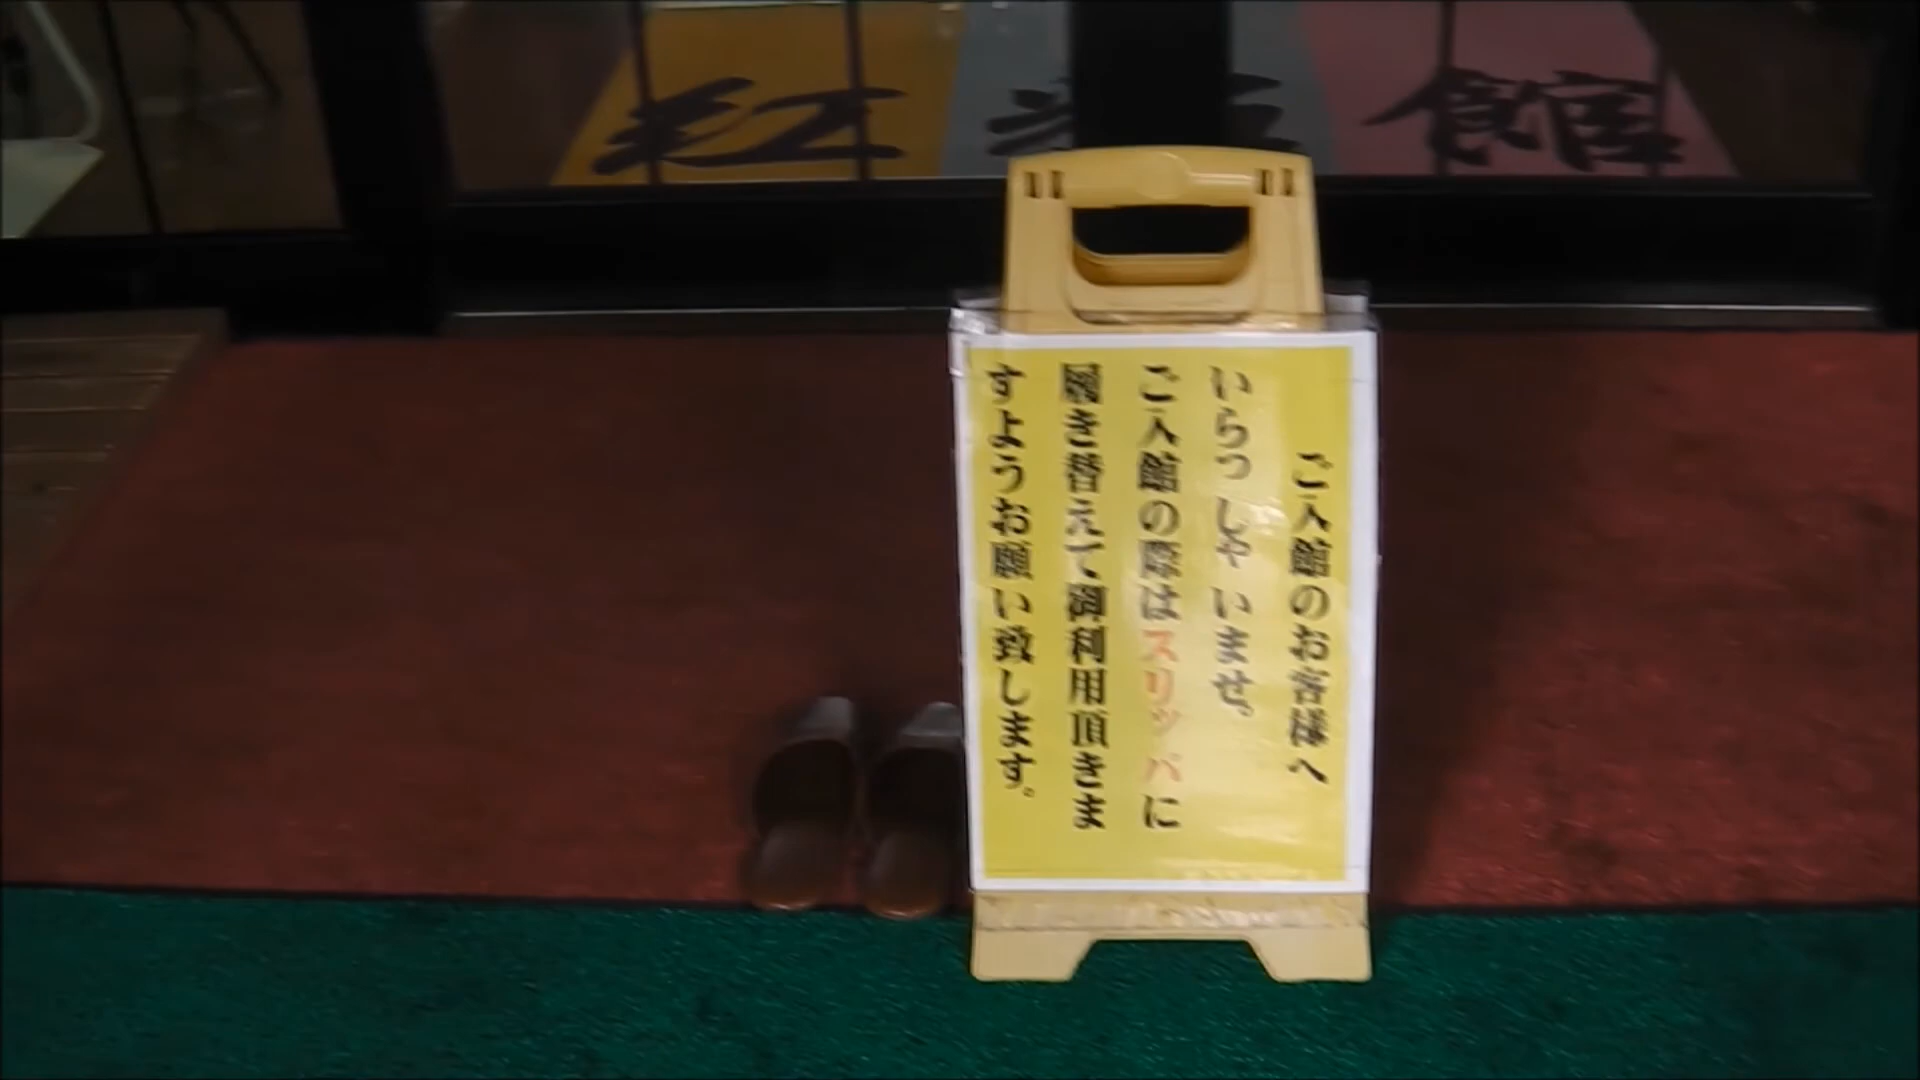 紅 館
ご入館のお客様へ
いらっしゃいませ。
ご入館の際はスリッパに
履き替えて御利用頂きま
すようお願い致します。